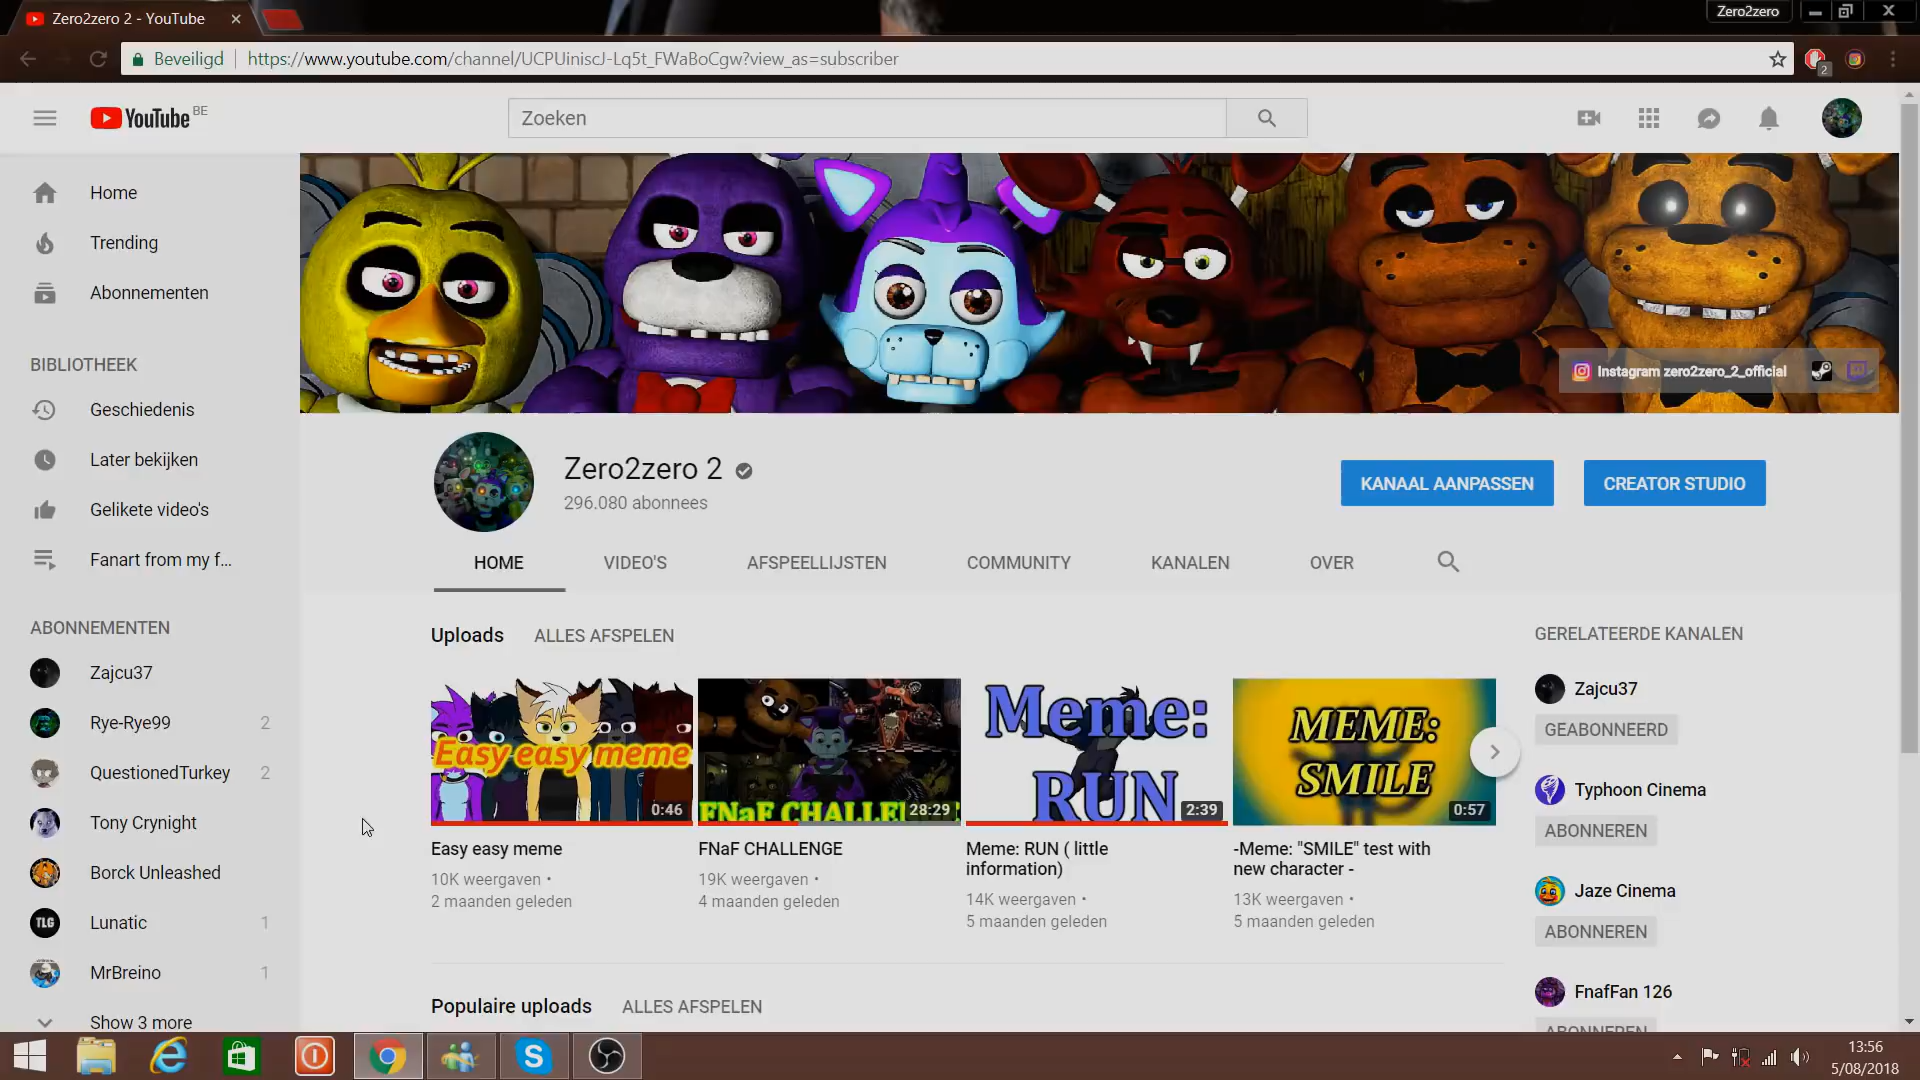 Zero2zero 2 - YouTube
Zero2zero
Beveiligd
https://www.youtube.com/channel/UCPUiniscJ-Lq5t_FWaBoCgw?view_as=subscriber
2
YouTube BE
Zoeken
Home
Trending
Abonnementen
BIBLIOTHEEK
Geschiedenis
Later bekijken
Gelikete video's
Fanart from my f...
ABONNEMENTEN
Zajcu37
Rye-Rye99 2
QuestionedTurkey 2
Tony Crynight
Borck Unleashed
TLG
Lunatic 1
MrBreino 1
Show 3 more
Instagram zero2zero_2_official
Zero2zero 2
296.080 abonnees
KANAAL AANPASSEN
CREATOR STUDIO
HOME
VIDEO'S
AFSPEELLIJSTEN
COMMUNITY
KANALEN
OVER
Uploads
ALLES AFSPELEN
Easy easy meme
0:46
Easy easy meme
10K weergaven •
2 maanden geleden
FNaF CHALLE
28:29
FNaF CHALLENGE
19K weergaven •
4 maanden geleden
Meme:
RUN
2:39
Meme: RUN ( little
information)
14K weergaven •
5 maanden geleden
MEME:
SMILE
0:57
-Meme: "SMILE" test with
new character -
13K weergaven •
5 maanden geleden
Populaire uploads
ALLES AFSPELEN
GERELATEERDE KANALEN
Zajcu37
GEABONNEERD
Typhoon Cinema
ABONNEREN
Jaze Cinema
ABONNEREN
FnafFan 126
ABONNEREN
13:56
5/08/2018